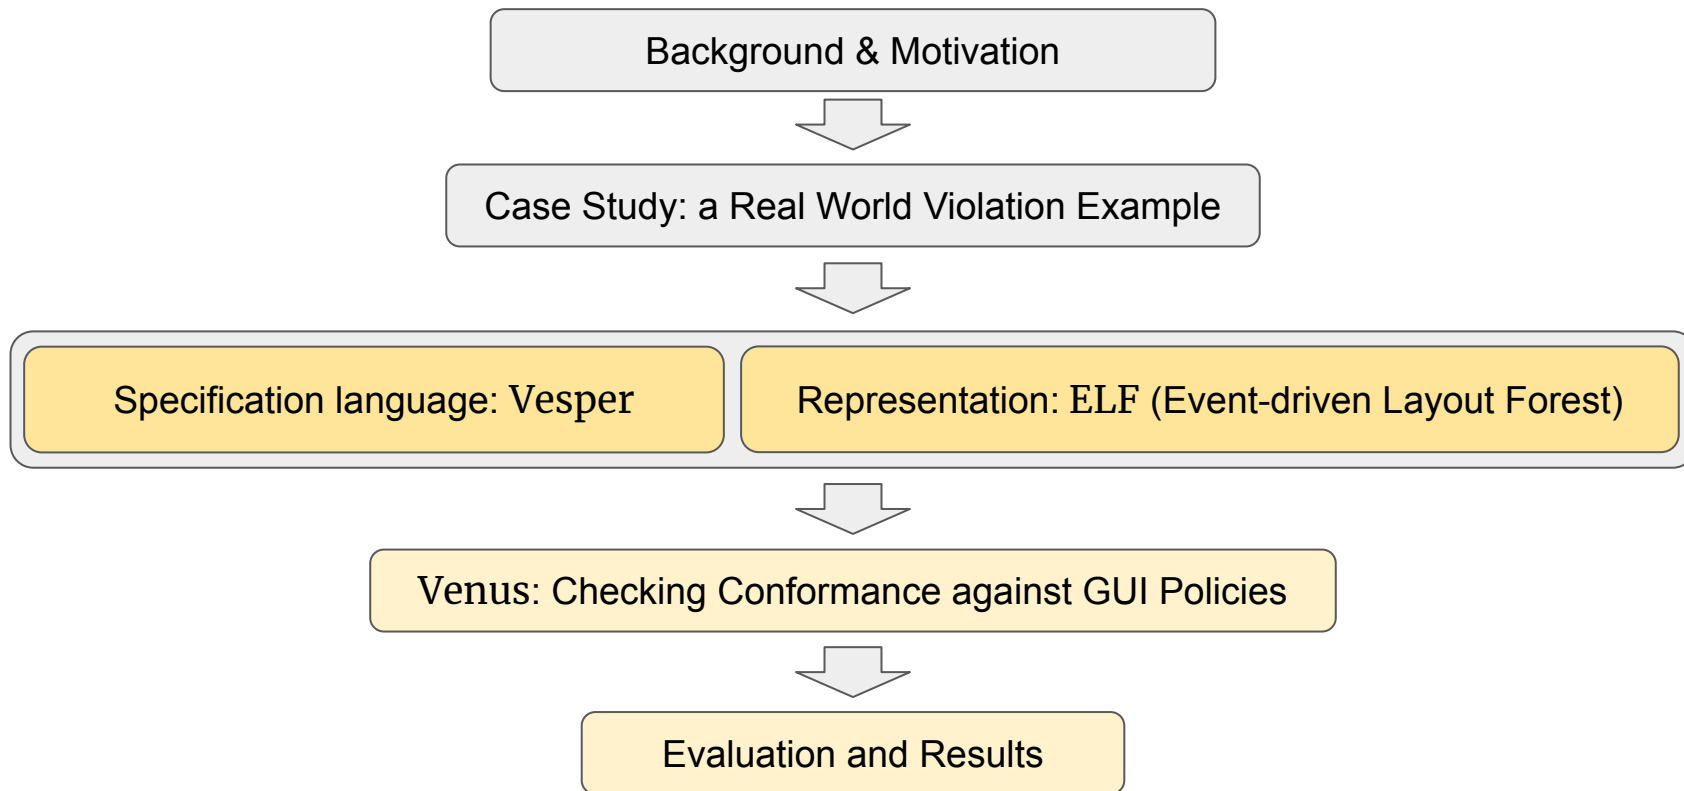 Background & Motivation
Case Study: a Real World Violation Example
Specification language: Vesper
Representation: ELF (Event-driven Layout Forest)
Venus: Checking Conformance against GUI Policies
Evaluation and Results